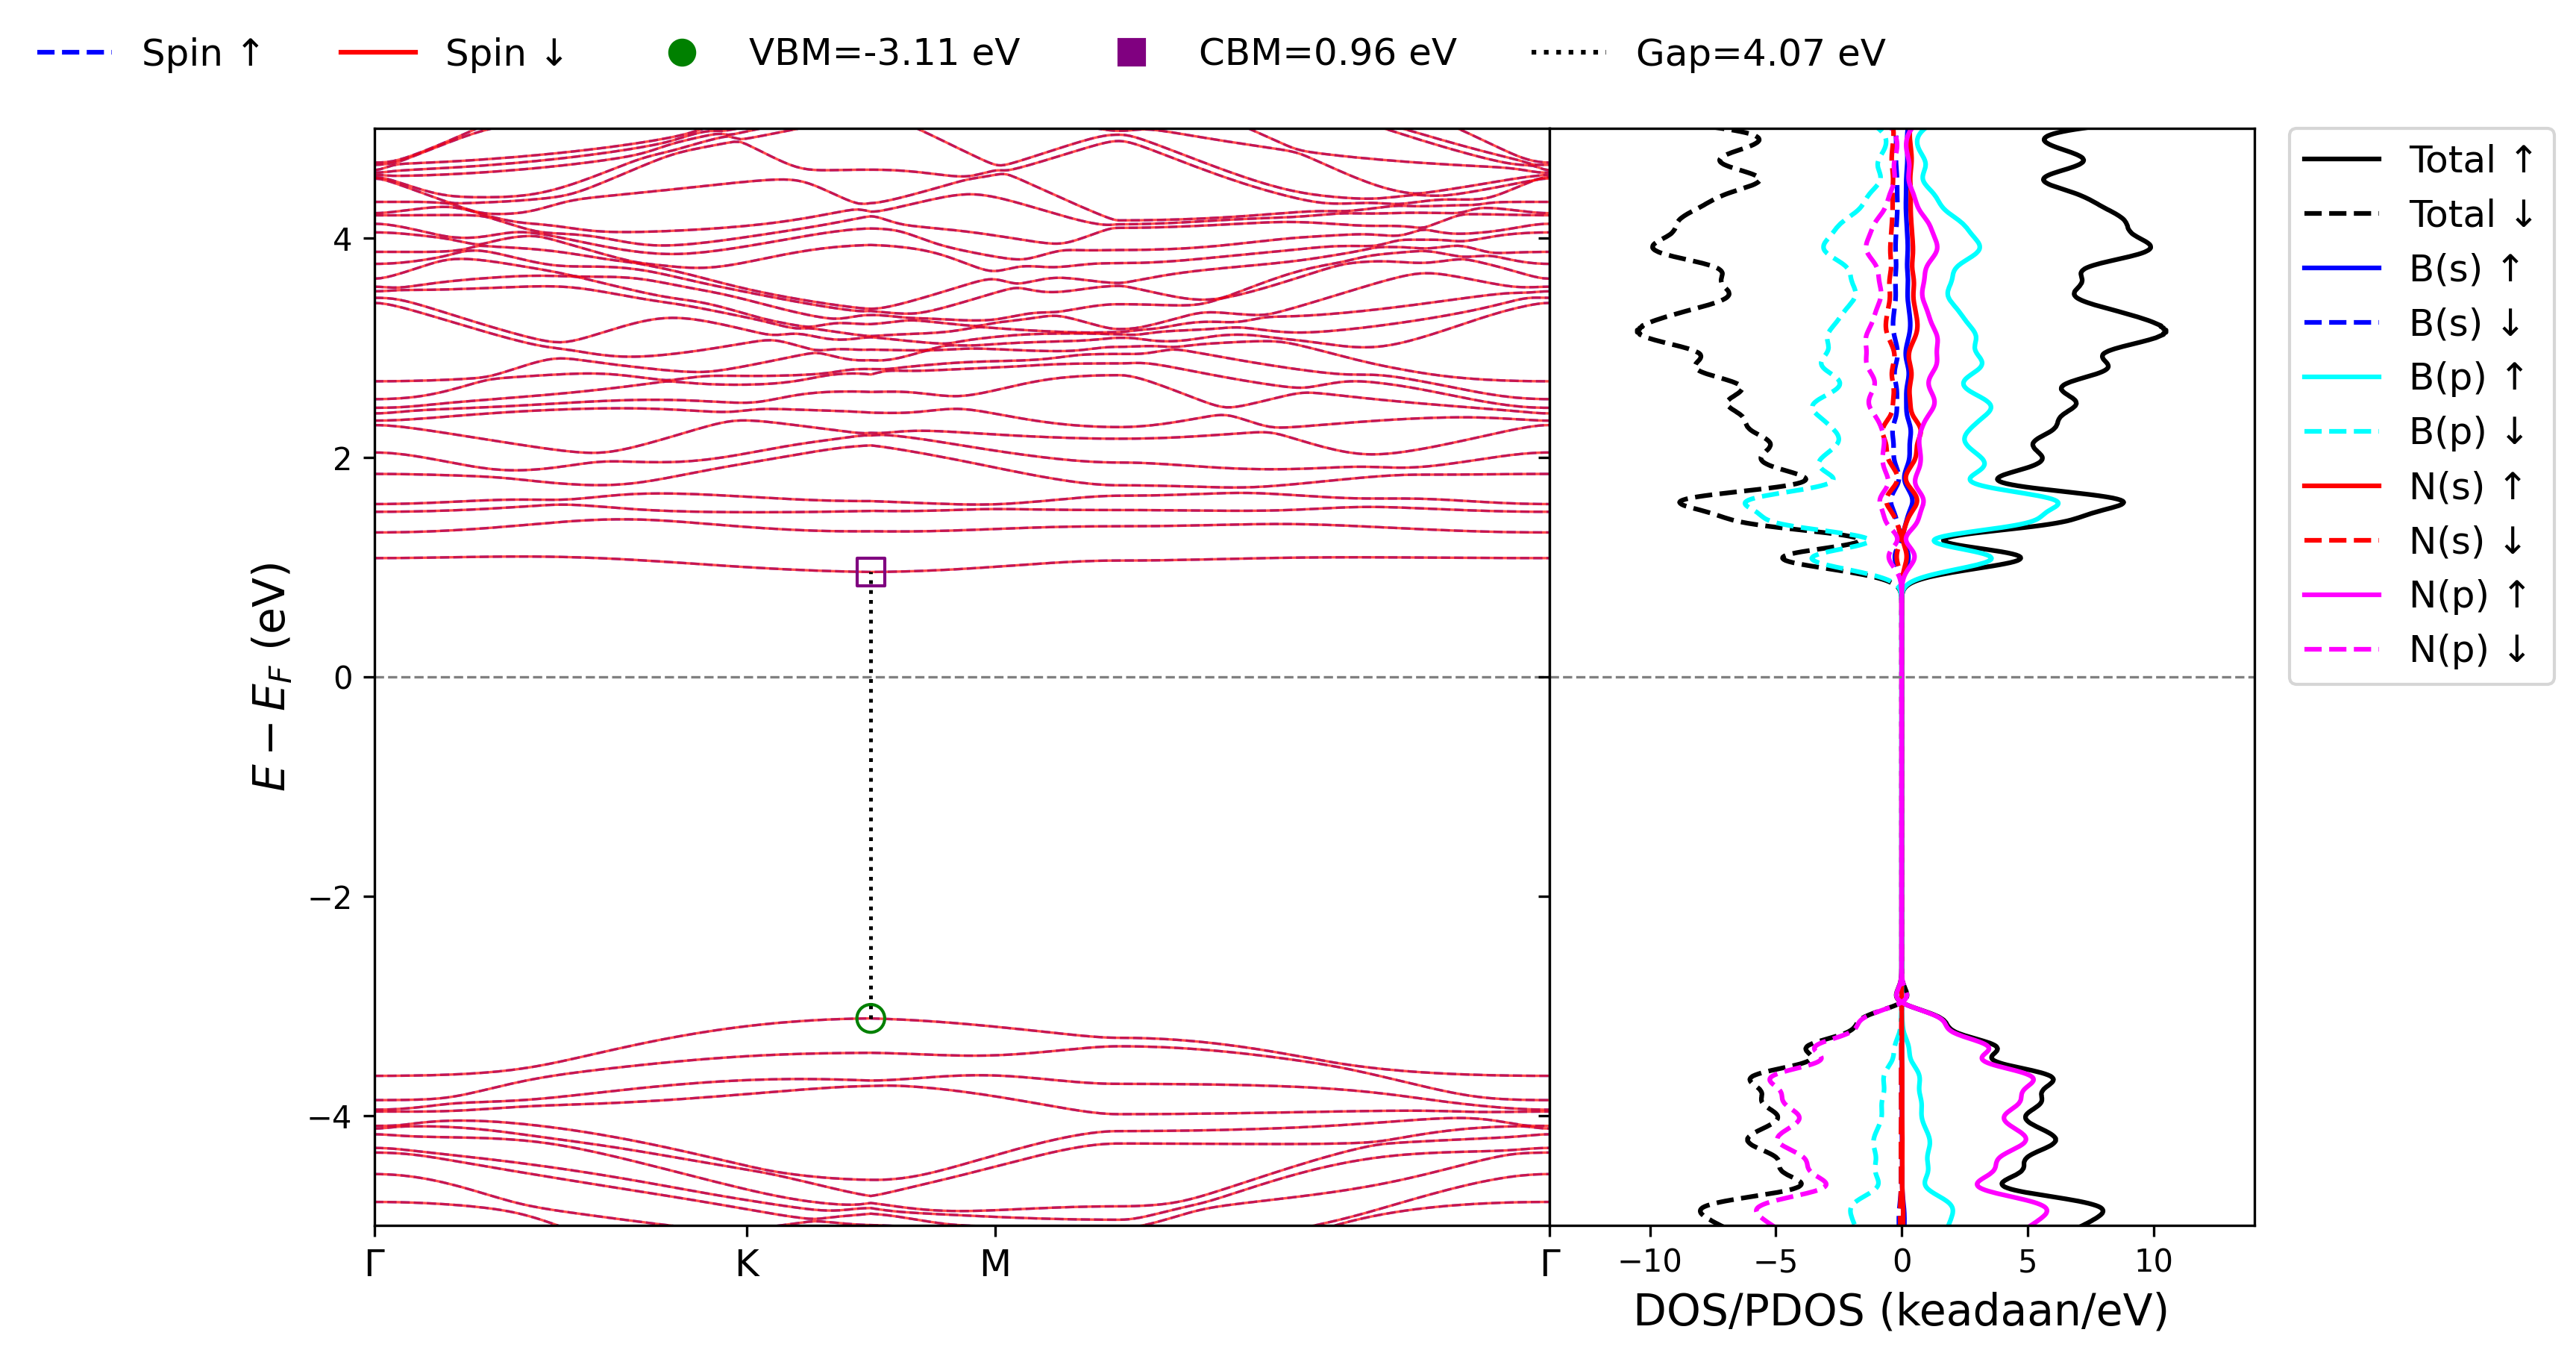 Spin ↑ Spin ↓ VBM=-3.11 eV CBM=0.96 eV Gap=4.07 eV
E − E_F (eV)
4
2
0
−2
−4
Γ K M Γ
−10 −5 0 5 10
DOS/PDOS (keadaan/eV)
Total ↑
Total ↓
B(s) ↑
B(s) ↓
B(p) ↑
B(p) ↓
N(s) ↑
N(s) ↓
N(p) ↑
N(p) ↓